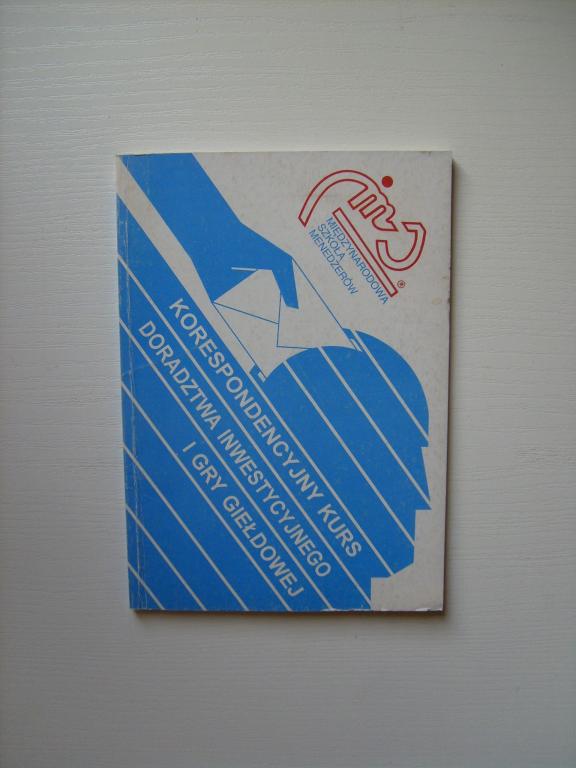 MIĘDZYNARODOWA
SZKOŁA
MENEDŻERÓW
®
KORESPONDENCYJNY KURS
DORADZTWA INWESTYCYJNEGO
I GRY GIEŁDOWEJ